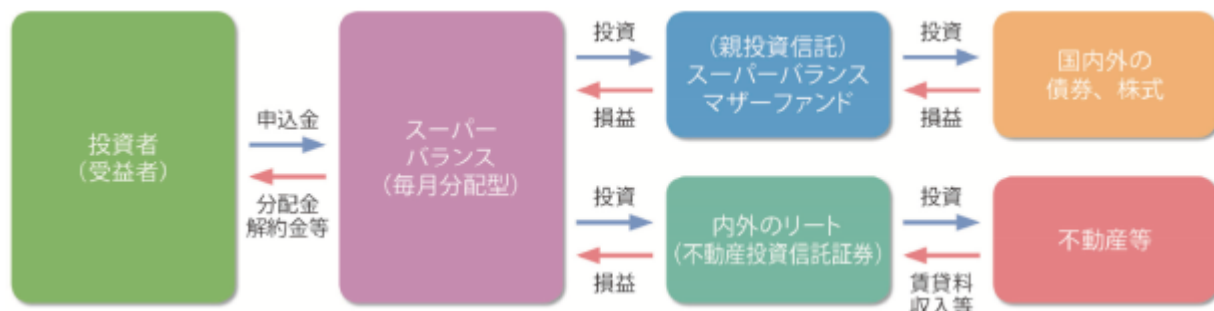 投資者
（受益者）
申込金
分配金
解約金等
スーパー
バランス
（毎月分配型）
投資
損益
（親投資信託）
スーパーバランス
マザーファンド
投資
損益
国内外の
債券、株式
投資
損益
内外のリート
（不動産投資信託証券）
投資
賃貸料
収入等
不動産等